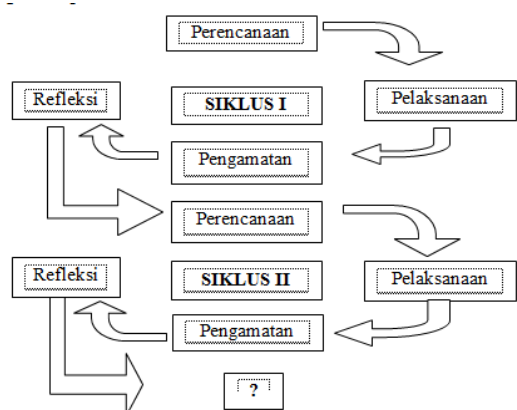 Perencanaan
Refleksi
SIKLUS I
Pelaksanaan
Pengamatan
Perencanaan
Refleksi
SIKLUS II
Pelaksanaan
Pengamatan
?